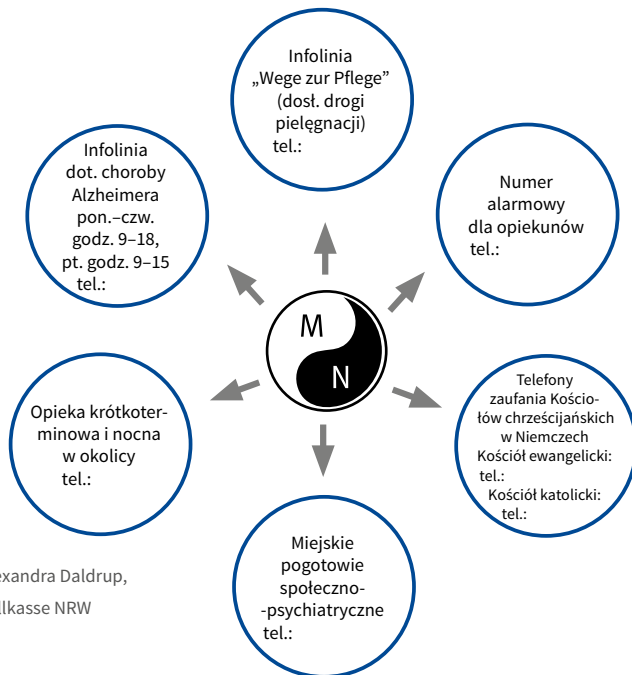 Infolinia
„Wege zur Pflege”
(dosł. drogi
pielęgnacji)
tel.:
Infolinia
dot. choroby
Alzheimera
pon.–czw.
godz. 9–18,
pt. godz. 9–15
tel.:
Numer
alarmowy
dla opiekunów
tel.:
M
N
Opieka krótkoter-
minowa i nocna
w okolicy
tel.:
Telefony
zaufania Kościo-
łów chrześcijańskich
w Niemczech
Kościół ewangelicki:
tel.:
Kościół katolicki:
tel.:
Miejskie
pogotowie
społeczno-
-psychiatryczne
tel.:
exandra Daldrup,
llkasse NRW